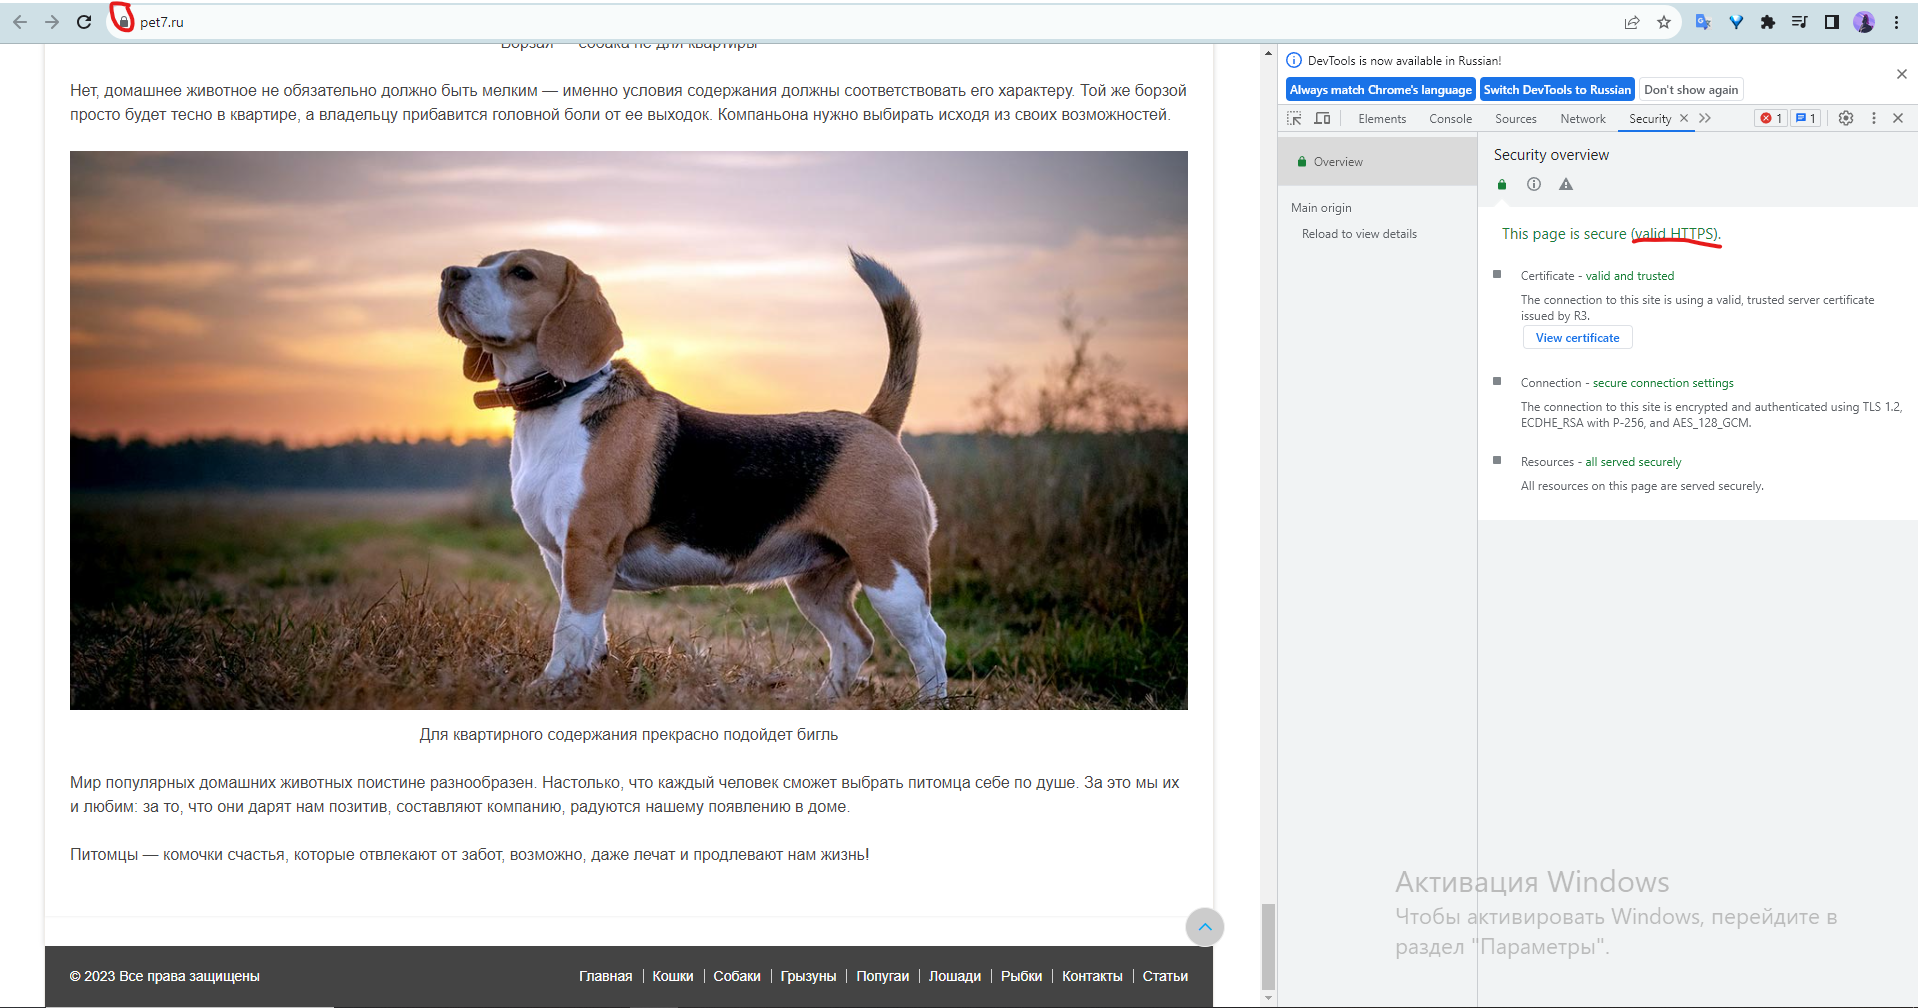 pet7.ru
Борзая — собака не для квартиры
Нет, домашнее животное не обязательно должно быть мелким — именно условия содержания должны соответствовать его характеру. Той же борзой
просто будет тесно в квартире, а владельцу прибавится головной боли от ее выходок. Компаньона нужно выбирать исходя из своих возможностей.
Для квартирного содержания прекрасно подойдет бигль
Мир популярных домашних животных поистине разнообразен. Настолько, что каждый человек сможет выбрать питомца себе по душе. За это мы их
и любим: за то, что они дарят нам позитив, составляют компанию, радуются нашему появлению в доме.
Питомцы — комочки счастья, которые отвлекают от забот, возможно, даже лечат и продлевают нам жизнь!
© 2023 Все права защищены
Главная Кошки Собаки Грызуны Попугаи Лошади Рыбки Контакты Статьи
DevTools is now available in Russian!
Always match Chrome's language Switch DevTools to Russian Don't show again
Elements Console Sources Network Security 1 1
Overview
Main origin
Reload to view details
Security overview
This page is secure (valid HTTPS).
Certificate - valid and trusted
The connection to this site is using a valid, trusted server certificate
issued by R3.
View certificate
Connection - secure connection settings
The connection to this site is encrypted and authenticated using TLS 1.2,
ECDHE_RSA with P-256, and AES_128_GCM.
Resources - all served securely
All resources on this page are served securely.
Активация Windows
Чтобы активировать Windows, перейдите в
раздел "Параметры".